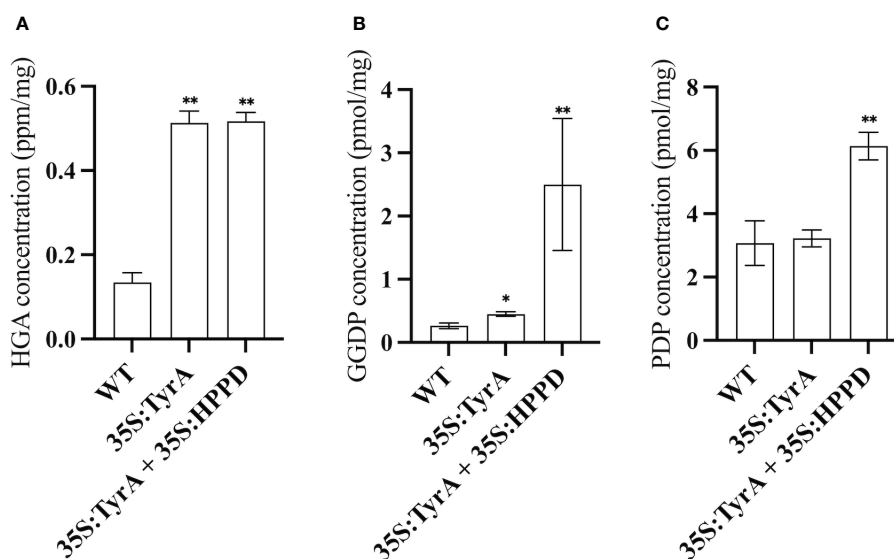 A
HGA concentration (ppm/mg)
0.6
0.4
0.2
0.0
**
**
WT
35S:TyrA
35S:TyrA + 35S:HPPD
B
GGDP concentration (pmol/mg)
4
3
2
1
0
*
**
WT
35S:TyrA
35S:TyrA + 35S:HPPD
C
PDP concentration (pmol/mg)
8
6
4
2
0
**
WT
35S:TyrA
35S:TyrA + 35S:HPPD